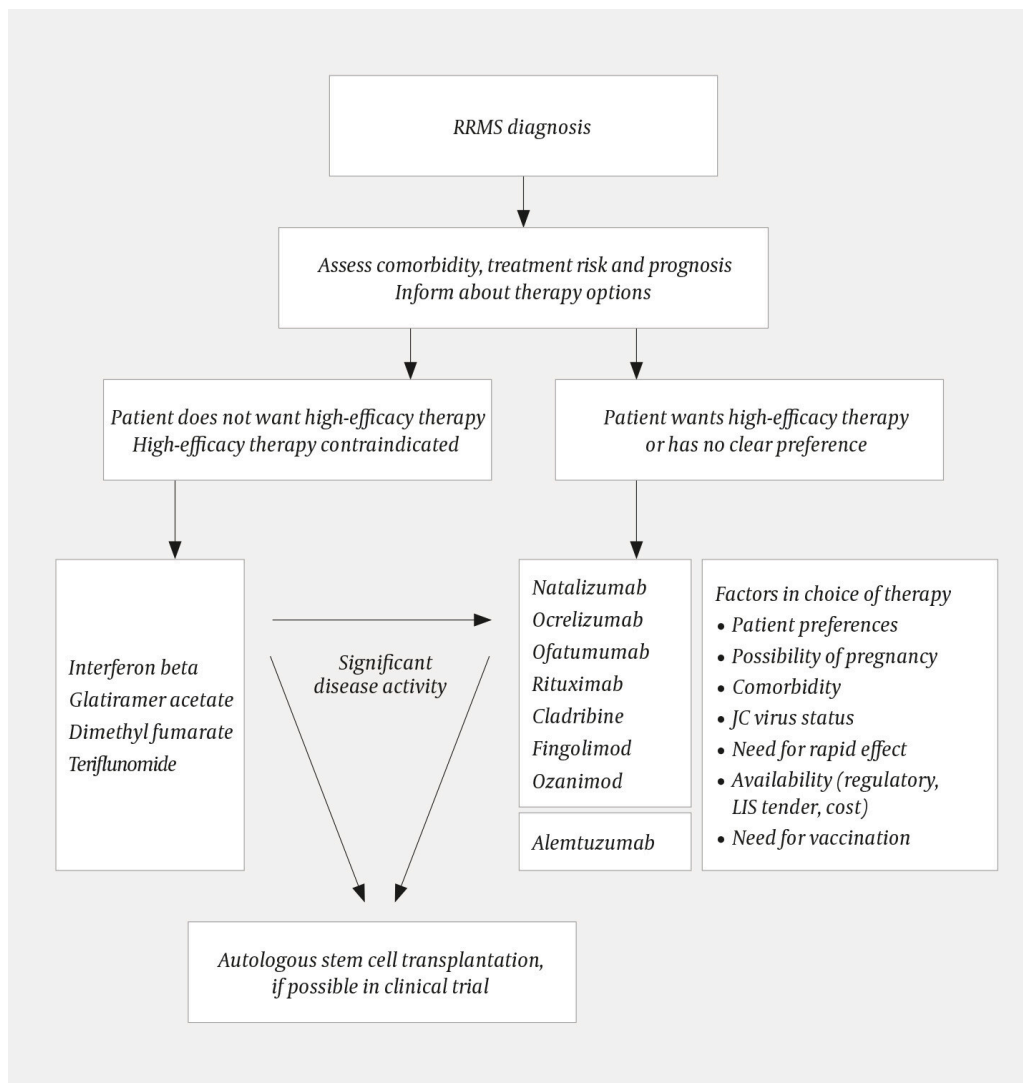 RRMS diagnosis
Assess comorbidity, treatment risk and prognosis
Inform about therapy options
Patient does not want high-efficacy therapy
High-efficacy therapy contraindicated
Patient wants high-efficacy therapy
or has no clear preference
Interferon beta
Glatiramer acetate
Dimethyl fumarate
Teriflunomide
Significant
disease activity
Natalizumab
Ocrelizumab
Ofatumumab
Rituximab
Cladribine
Fingolimod
Ozanimod
Alemtuzumab
Factors in choice of therapy
• Patient preferences
• Possibility of pregnancy
• Comorbidity
• JC virus status
• Need for rapid effect
• Availability (regulatory,
LIS tender, cost)
• Need for vaccination
Autologous stem cell transplantation,
if possible in clinical trial